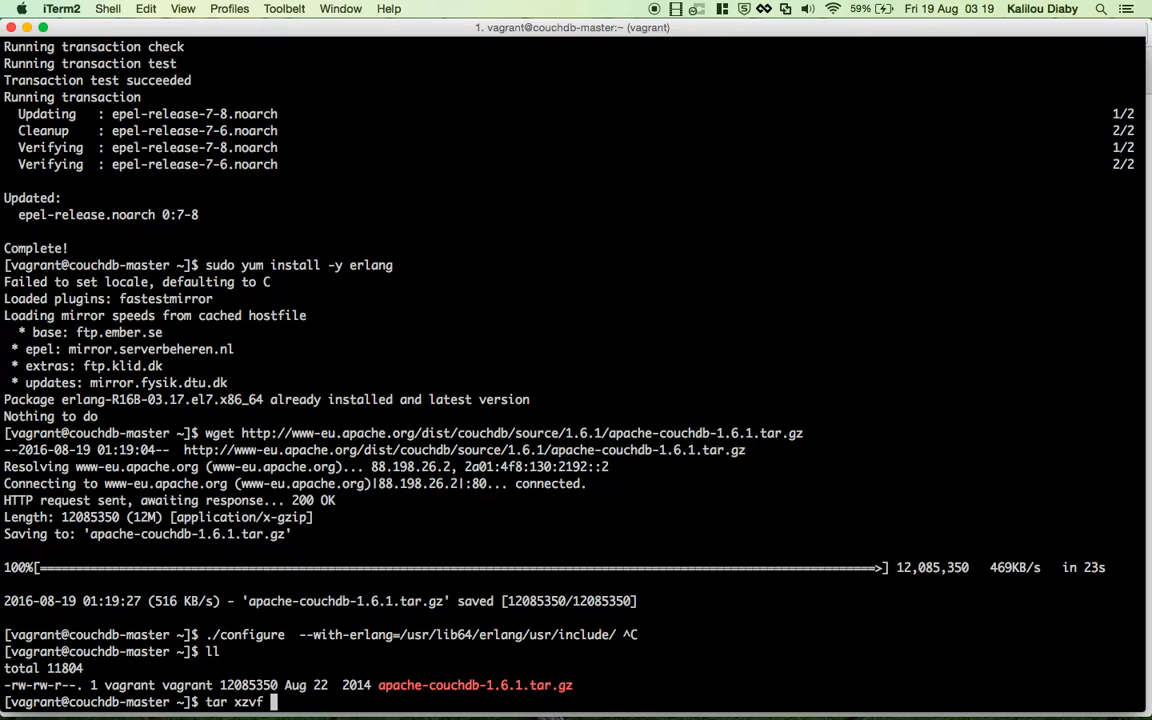 iTerm2 Shell Edit View Profiles Toolbelt Window Help 59% Fri 19 Aug 03 19 Kalilou Diaby
1. vagrant@couchdb-master:~ (vagrant)
Running transaction check
Running transaction test
Transaction test succeeded
Running transaction
Updating : epel-release-7-8.noarch 1/2
Cleanup : epel-release-7-6.noarch 2/2
Verifying : epel-release-7-8.noarch 1/2
Verifying : epel-release-7-6.noarch 2/2
Updated:
epel-release.noarch 0:7-8
Complete!
[vagrant@couchdb-master ~]$ sudo yum install -y erlang
Failed to set locale, defaulting to C
Loaded plugins: fastestmirror
Loading mirror speeds from cached hostfile
* base: ftp.ember.se
* epel: mirror.serverbeheren.nl
* extras: ftp.klid.dk
* updates: mirror.fysik.dtu.dk
Package erlang-R16B-03.17.el7.x86_64 already installed and latest version
Nothing to do
[vagrant@couchdb-master ~]$ wget http://www-eu.apache.org/dist/couchdb/source/1.6.1/apache-couchdb-1.6.1.tar.gz
--2016-08-19 01:19:04-- http://www-eu.apache.org/dist/couchdb/source/1.6.1/apache-couchdb-1.6.1.tar.gz
Resolving www-eu.apache.org (www-eu.apache.org)... 88.198.26.2, 2a01:4f8:130:2192::2
Connecting to www-eu.apache.org (www-eu.apache.org)|88.198.26.2|:80... connected.
HTTP request sent, awaiting response... 200 OK
Length: 12085350 (12M) [application/x-gzip]
Saving to: 'apache-couchdb-1.6.1.tar.gz'
100%[======================================================================>] 12,085,350 469KB/s in 23s
2016-08-19 01:19:27 (516 KB/s) - 'apache-couchdb-1.6.1.tar.gz' saved [12085350/12085350]
[vagrant@couchdb-master ~]$ ./configure --with-erlang=/usr/lib64/erlang/usr/include/ ^C
[vagrant@couchdb-master ~]$ ll
total 11804
-rw-rw-r--. 1 vagrant vagrant 12085350 Aug 22 2014 apache-couchdb-1.6.1.tar.gz
[vagrant@couchdb-master ~]$ tar xzvf